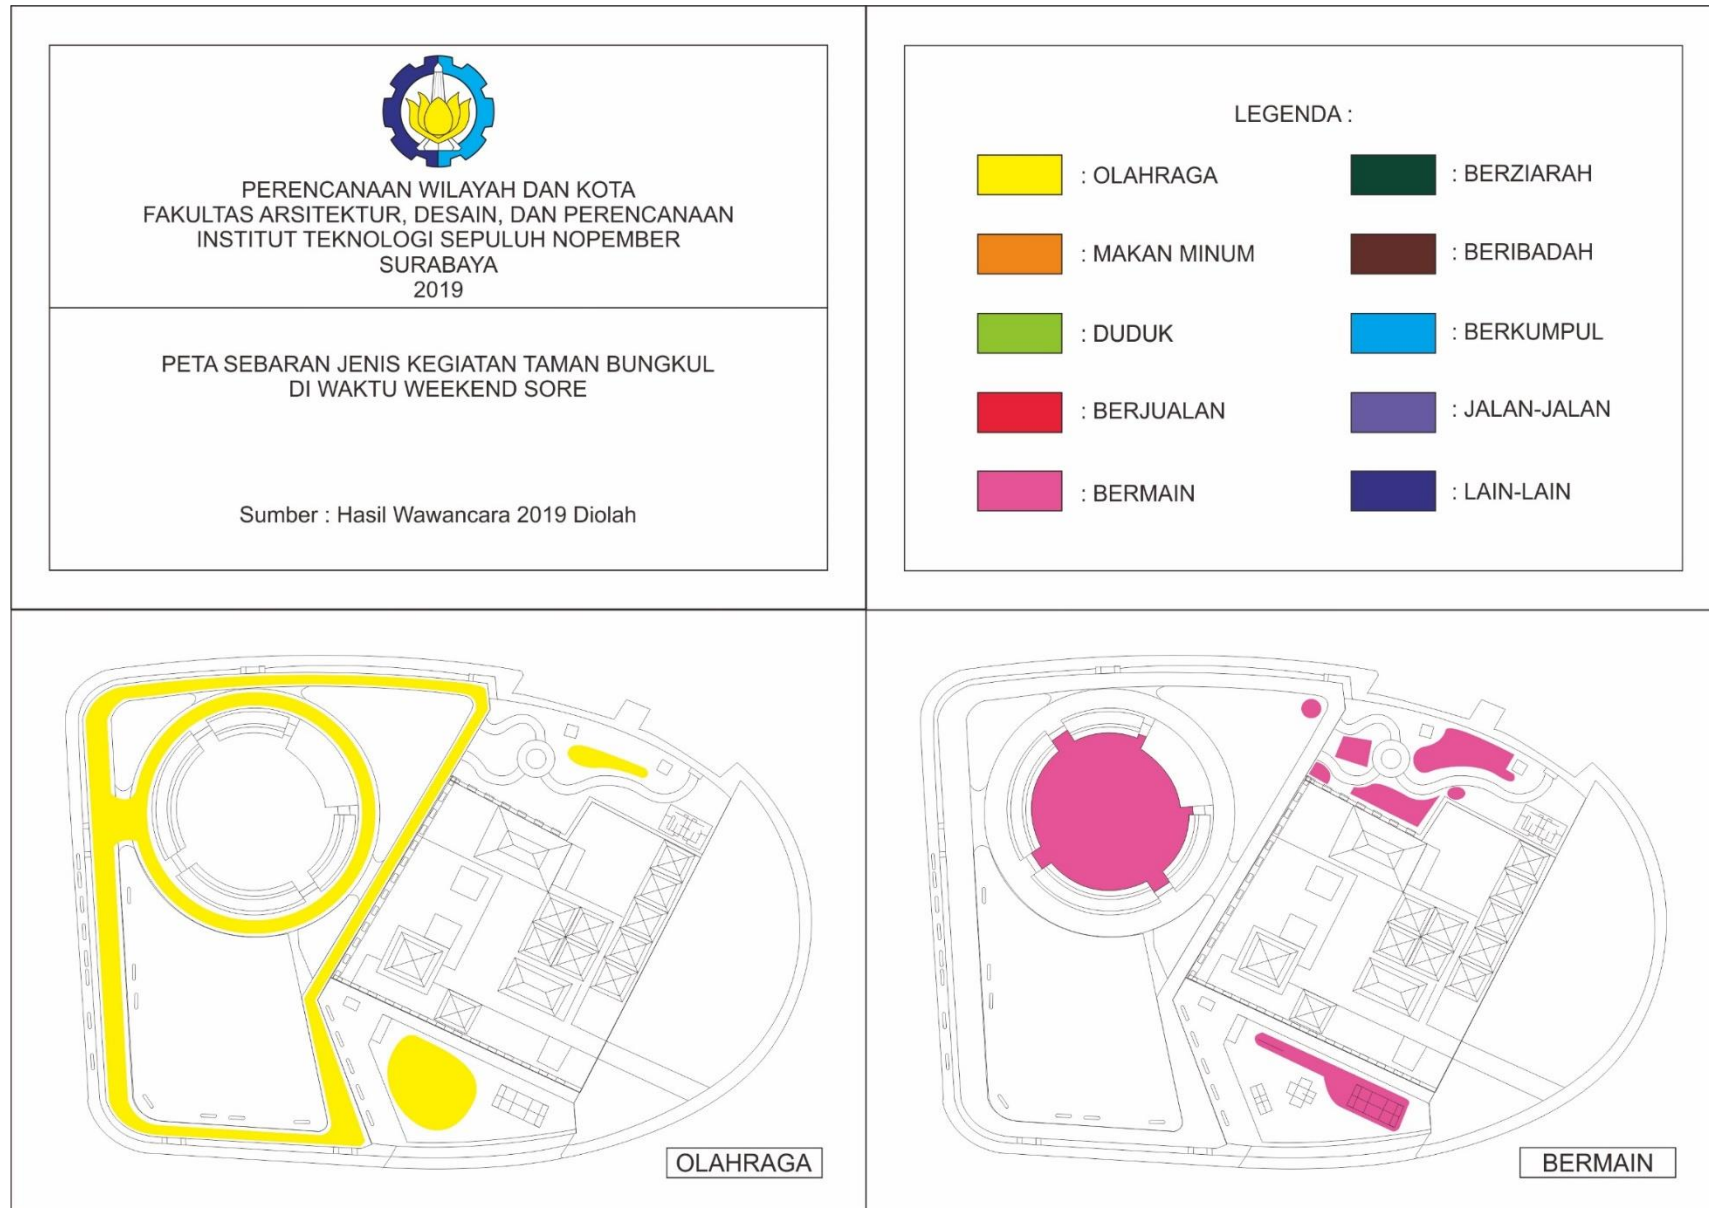 PERENCANAAN WILAYAH DAN KOTA
FAKULTAS ARSITEKTUR, DESAIN, DAN PERENCANAAN
INSTITUT TEKNOLOGI SEPULUH NOPEMBER
SURABAYA
2019
PETA SEBARAN JENIS KEGIATAN TAMAN BUNGKUL
DI WAKTU WEEKEND SORE
Sumber : Hasil Wawancara 2019 Diolah
LEGENDA :
: OLAHRAGA
: MAKAN MINUM
: DUDUK
: BERJUALAN
: BERMAIN
: BERZIARAH
: BERIBADAH
: BERKUMPUL
: JALAN-JALAN
: LAIN-LAIN
OLAHRAGA
BERMAIN